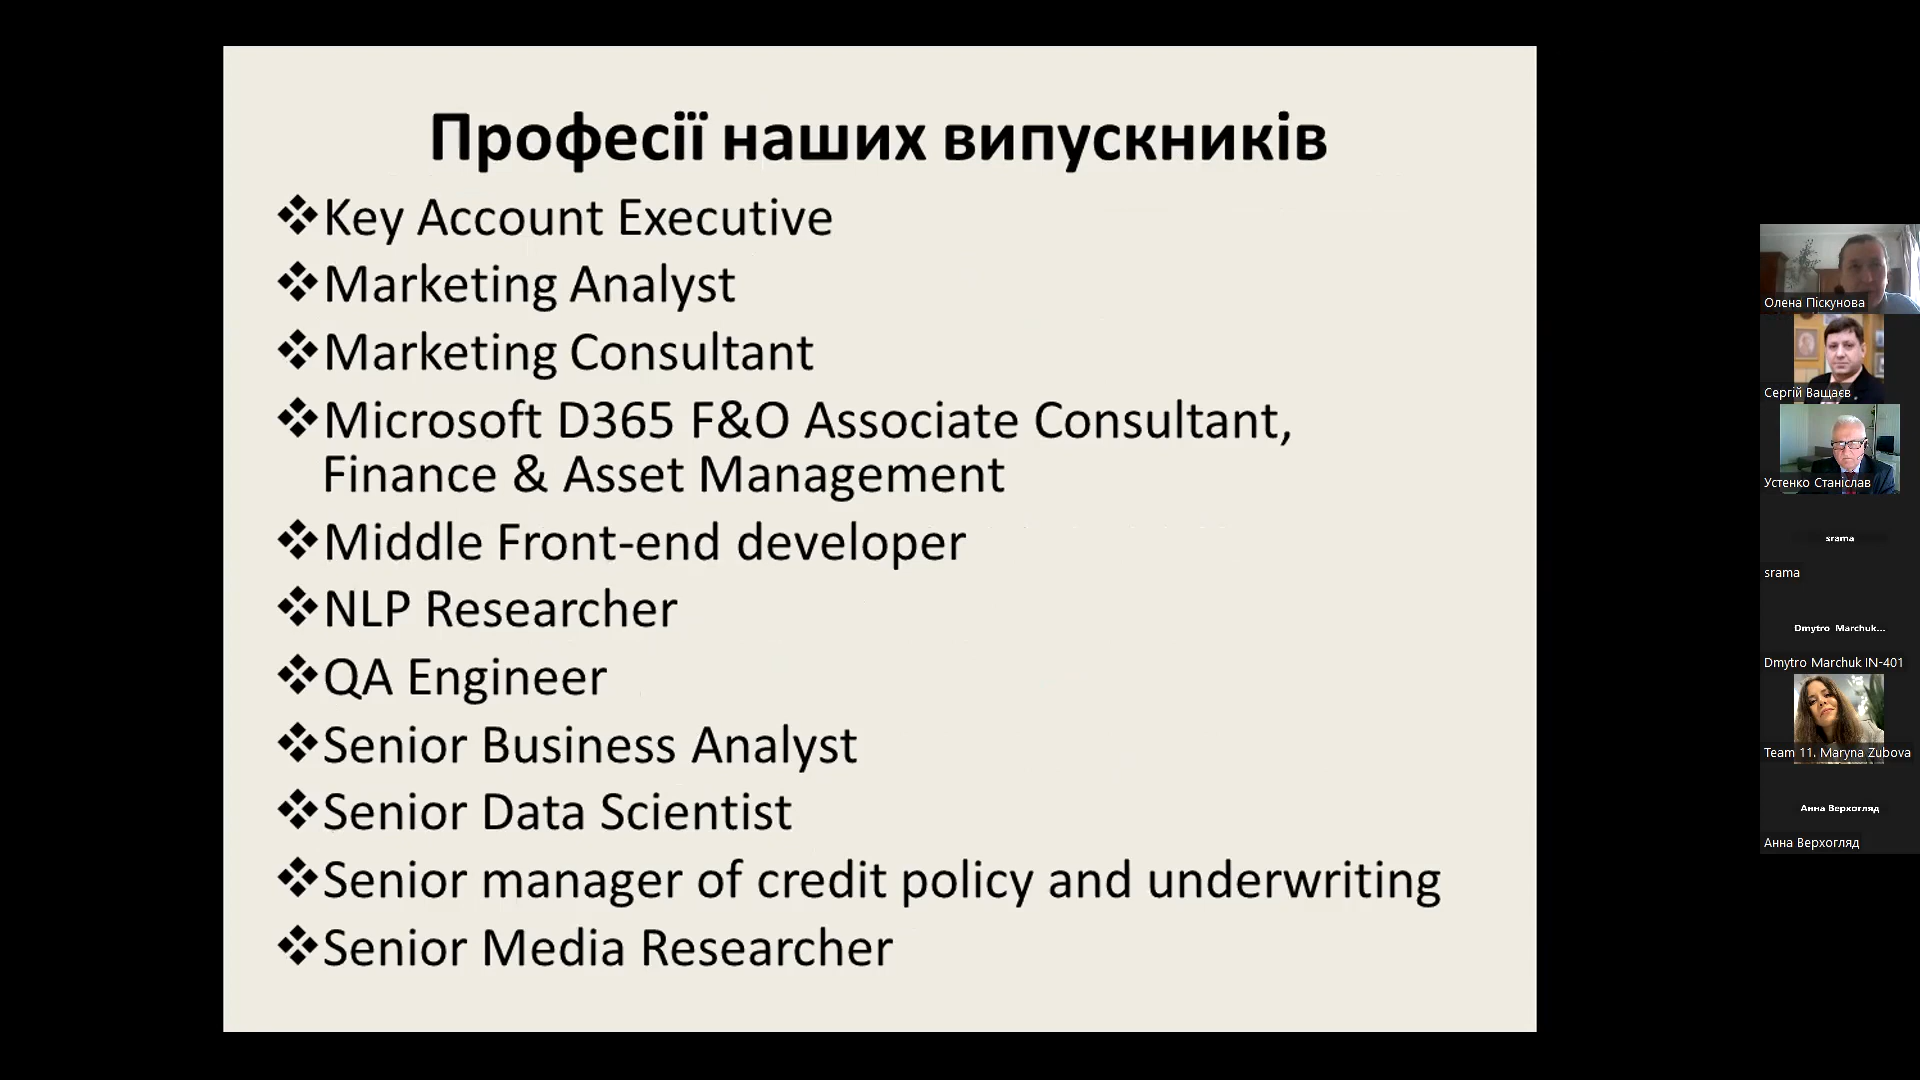 Професії наших випускників
❖Key Account Executive
❖Marketing Analyst
❖Marketing Consultant
❖Microsoft D365 F&O Associate Consultant,
Finance & Asset Management
❖Middle Front-end developer
❖NLP Researcher
❖QA Engineer
❖Senior Business Analyst
❖Senior Data Scientist
❖Senior manager of credit policy and underwriting
❖Senior Media Researcher
Олена Піскунова
Сергій Ващаєв
Устенко Станіслав
srama
srama
Dmytro Marchuk...
Dmytro Marchuk IN-401
Team 11. Maryna Zubova
Анна Верхогляд
Анна Верхогляд